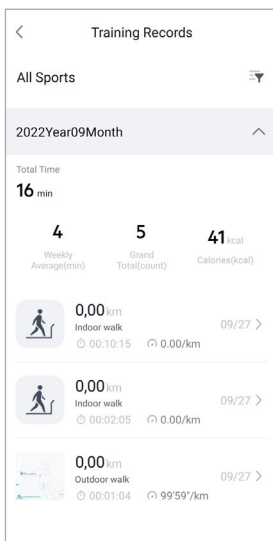 Training Records
All Sports
2022Year09Month
Total Time
16 min
4 5 41 kcal
Weekly Average(min) Grand Total(count) Calories(kcal)
0,00 km
Indoor walk 09/27
00:10:15 0.00/km
0,00 km
Indoor walk 09/27
00:02:05 0.00/km
0,00 km
Outdoor walk 09/27
00:01:04 99'59"/km